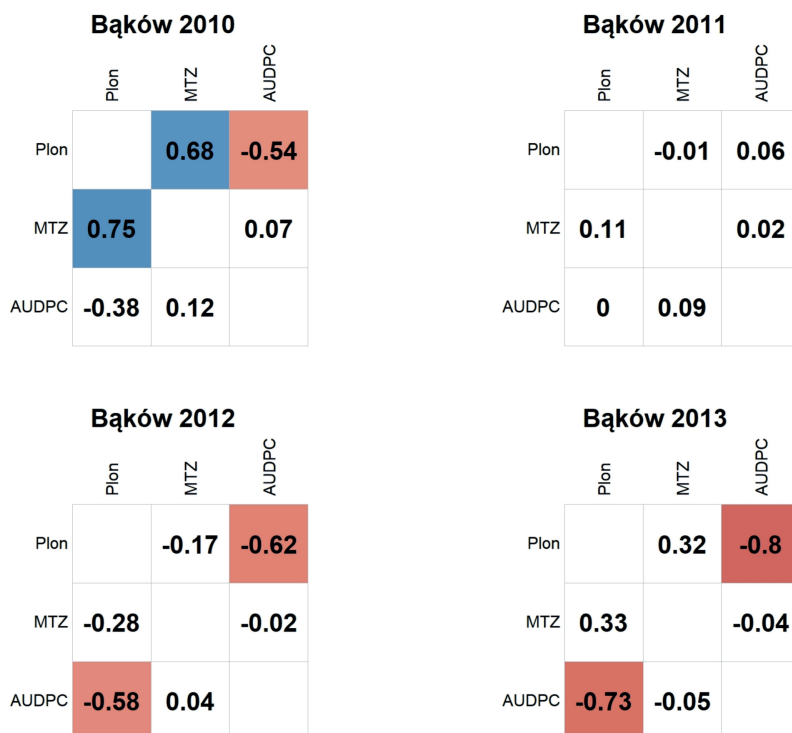 Bąków 2010
Plon MTZ AUDPC
Plon 0.68 -0.54
MTZ 0.75 0.07
AUDPC -0.38 0.12
Bąków 2011
Plon MTZ AUDPC
Plon -0.01 0.06
MTZ 0.11 0.02
AUDPC 0 0.09
Bąków 2012
Plon MTZ AUDPC
Plon -0.17 -0.62
MTZ -0.28 -0.02
AUDPC -0.58 0.04
Bąków 2013
Plon MTZ AUDPC
Plon 0.32 -0.8
MTZ 0.33 -0.04
AUDPC -0.73 -0.05